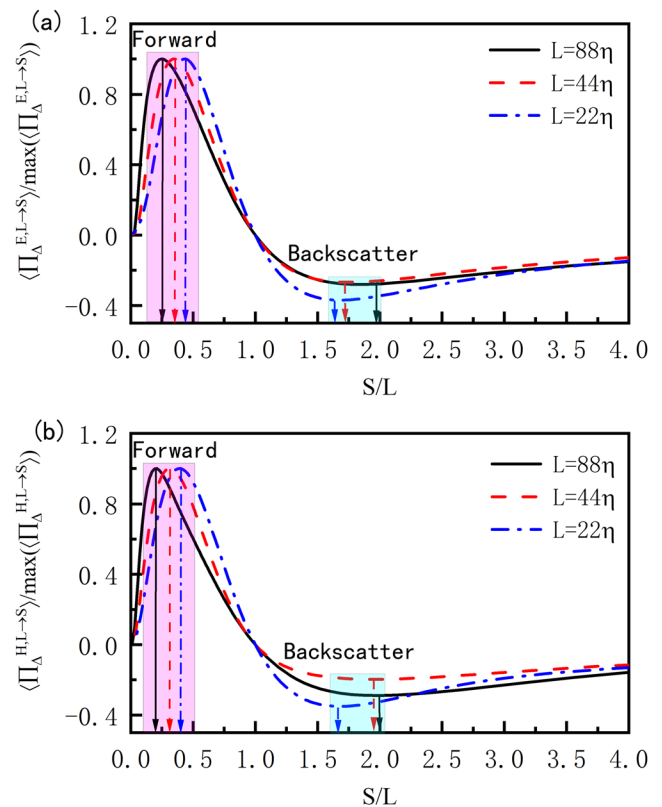 (a)
1.2
0.8
0.4
0.0
−0.4
⟨Π_Δ^{E,L→S}⟩/max(⟨Π_Δ^{E,L→S}⟩)
Forward
Backscatter
L=88η
L=44η
L=22η
0.0 0.5 1.0 1.5 2.0 2.5 3.0 3.5 4.0
S/L
(b)
1.2
0.8
0.4
0.0
−0.4
⟨Π_Δ^{H,L→S}⟩/max(⟨Π_Δ^{H,L→S}⟩)
Forward
Backscatter
L=88η
L=44η
L=22η
0.0 0.5 1.0 1.5 2.0 2.5 3.0 3.5 4.0
S/L